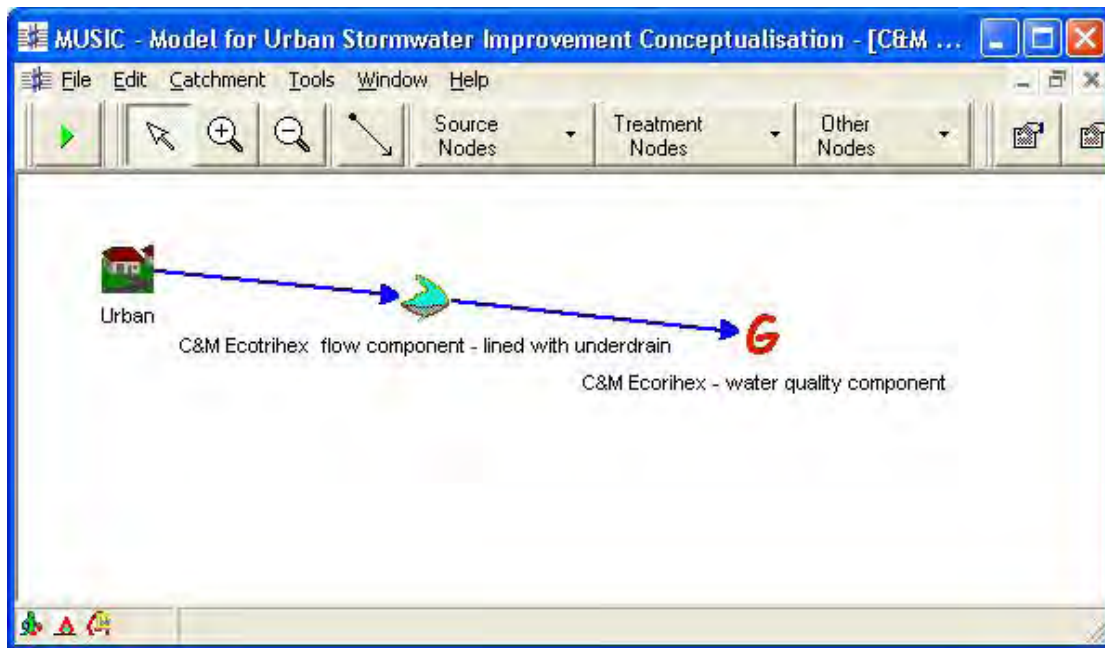 MUSIC - Model for Urban Stormwater Improvement Conceptualisation - [C&M ...
File Edit Catchment Tools Window Help
Source Nodes
Treatment Nodes
Other Nodes
Urban
C&M Ecotrihex flow component - lined with underdrain
G
C&M Ecorihex - water quality component